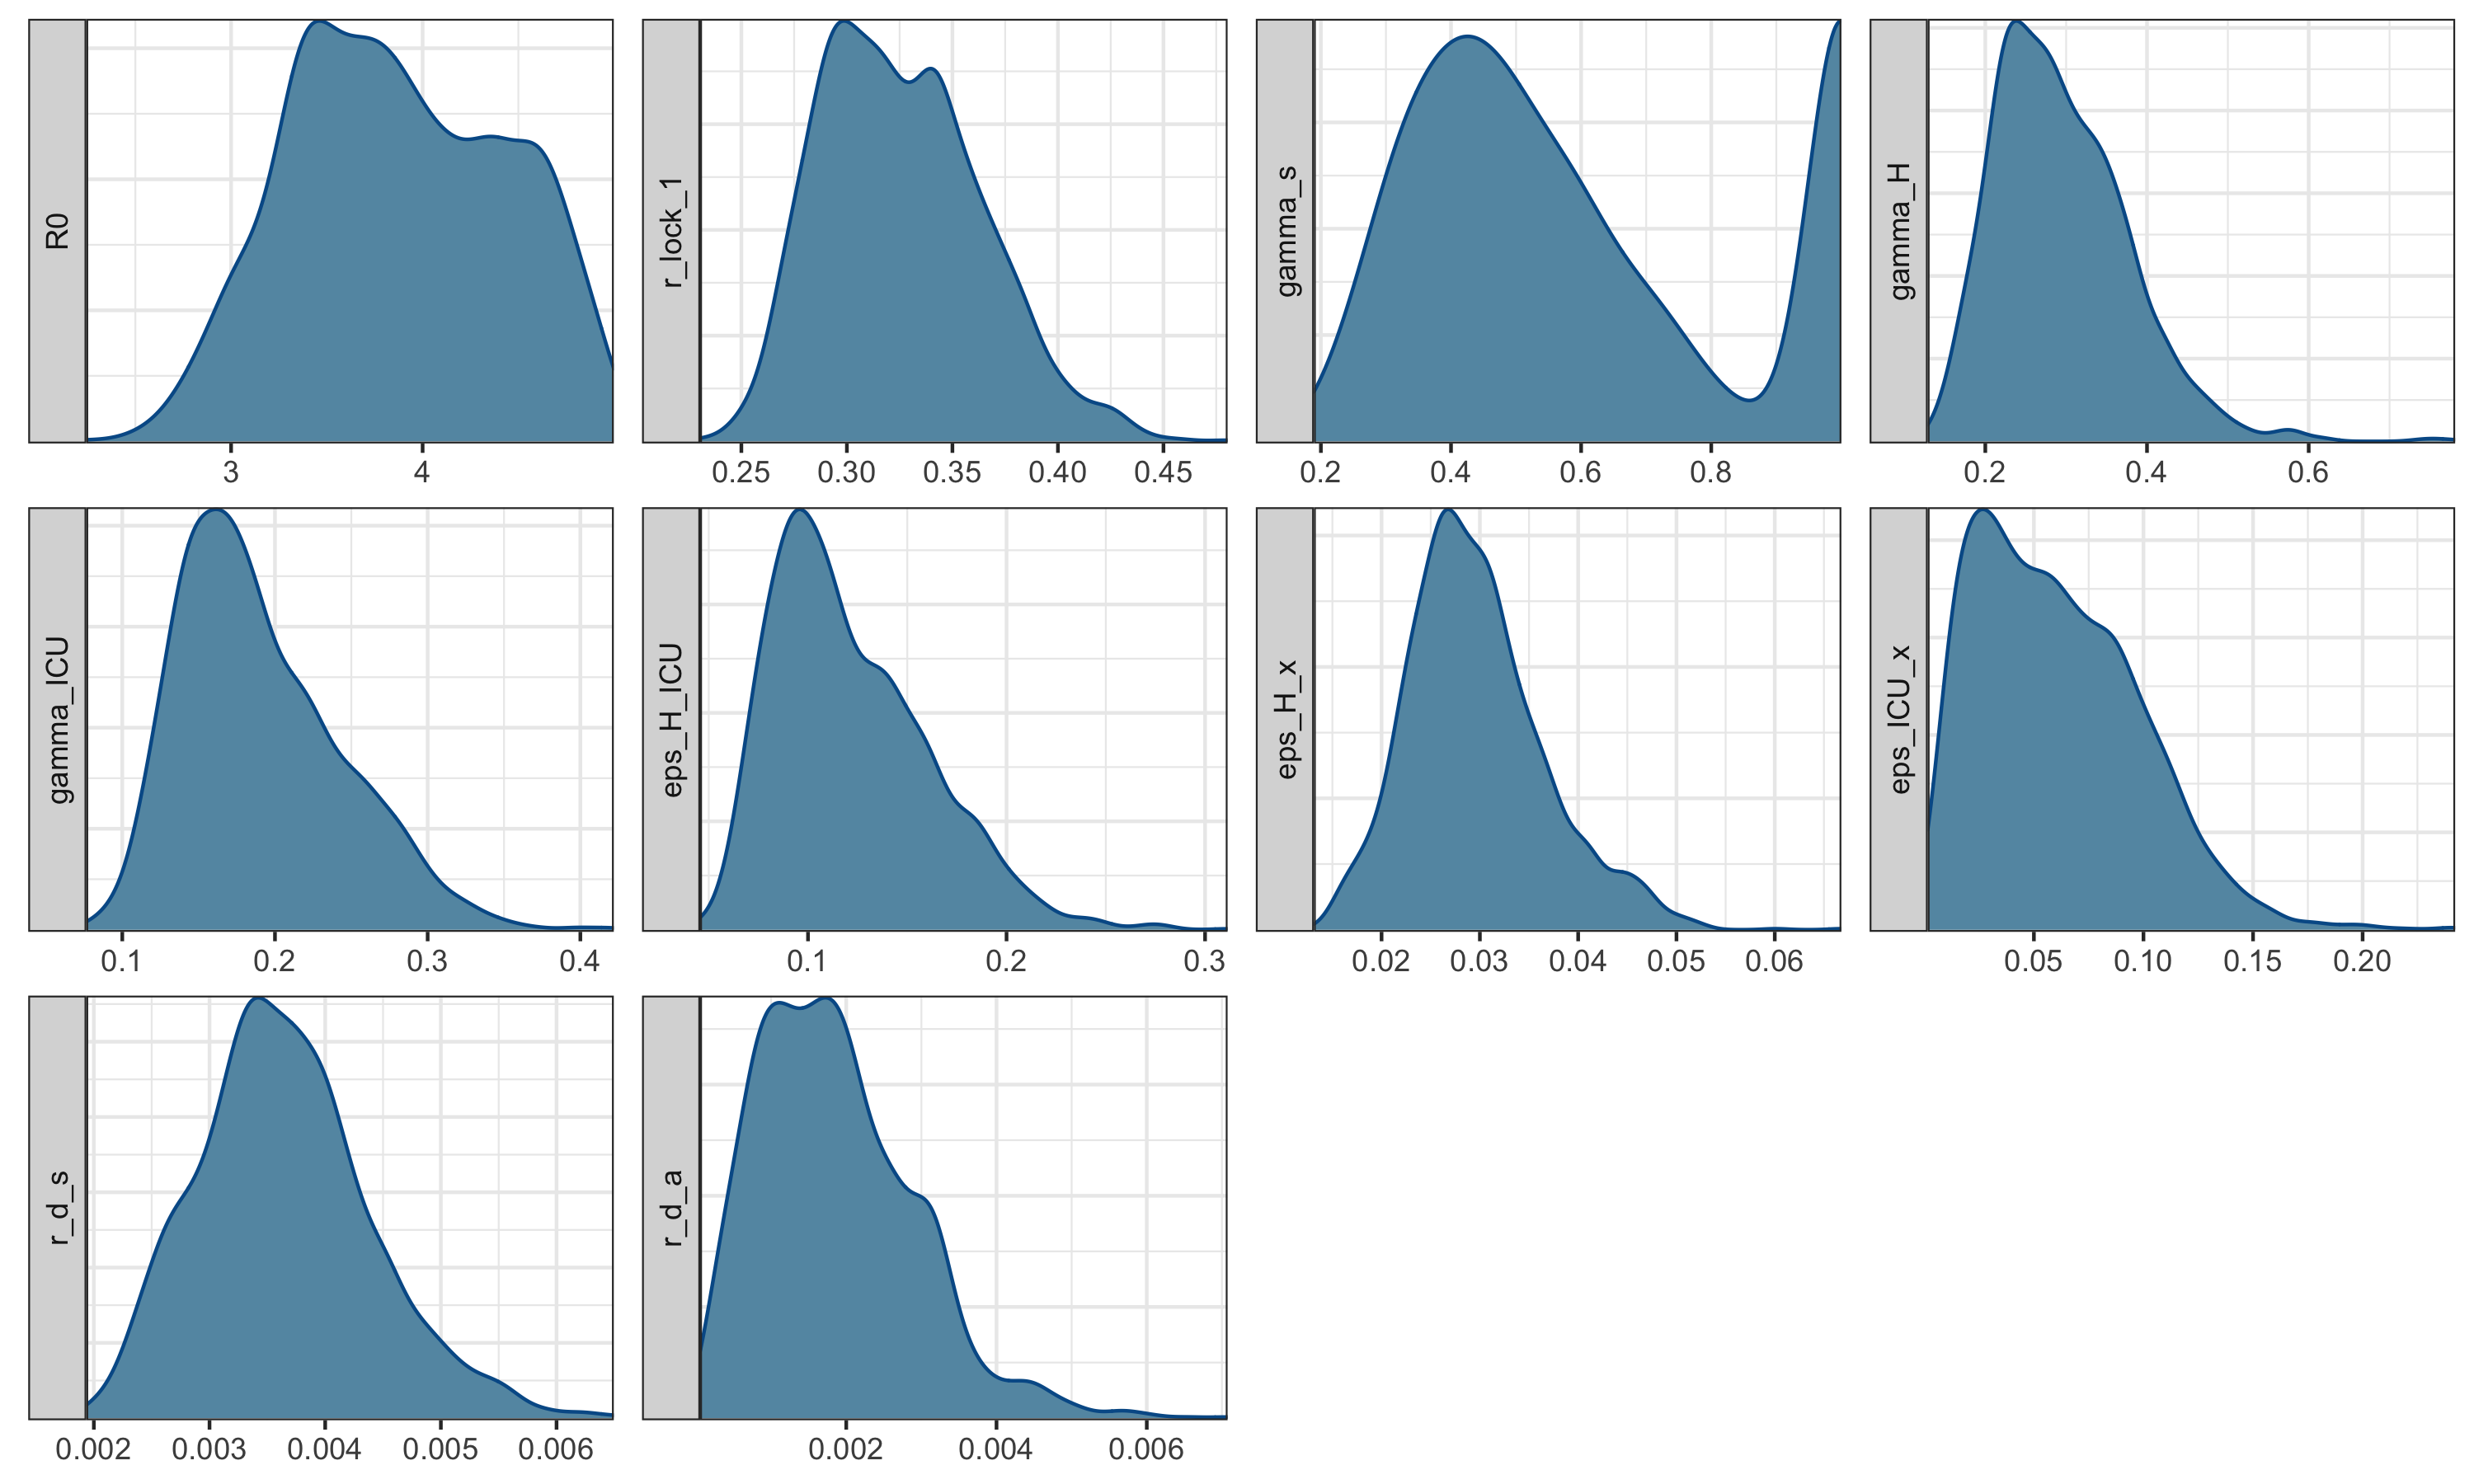 R0
3 4
r_lock_1
0.25 0.30 0.35 0.40 0.45
gamma_s
0.2 0.4 0.6 0.8
gamma_H
0.2 0.4 0.6
gamma_ICU
0.1 0.2 0.3 0.4
eps_H_ICU
0.1 0.2 0.3
eps_H_x
0.02 0.03 0.04 0.05 0.06
eps_ICU_x
0.05 0.10 0.15 0.20
r_d_s
0.002 0.003 0.004 0.005 0.006
r_d_a
0.002 0.004 0.006